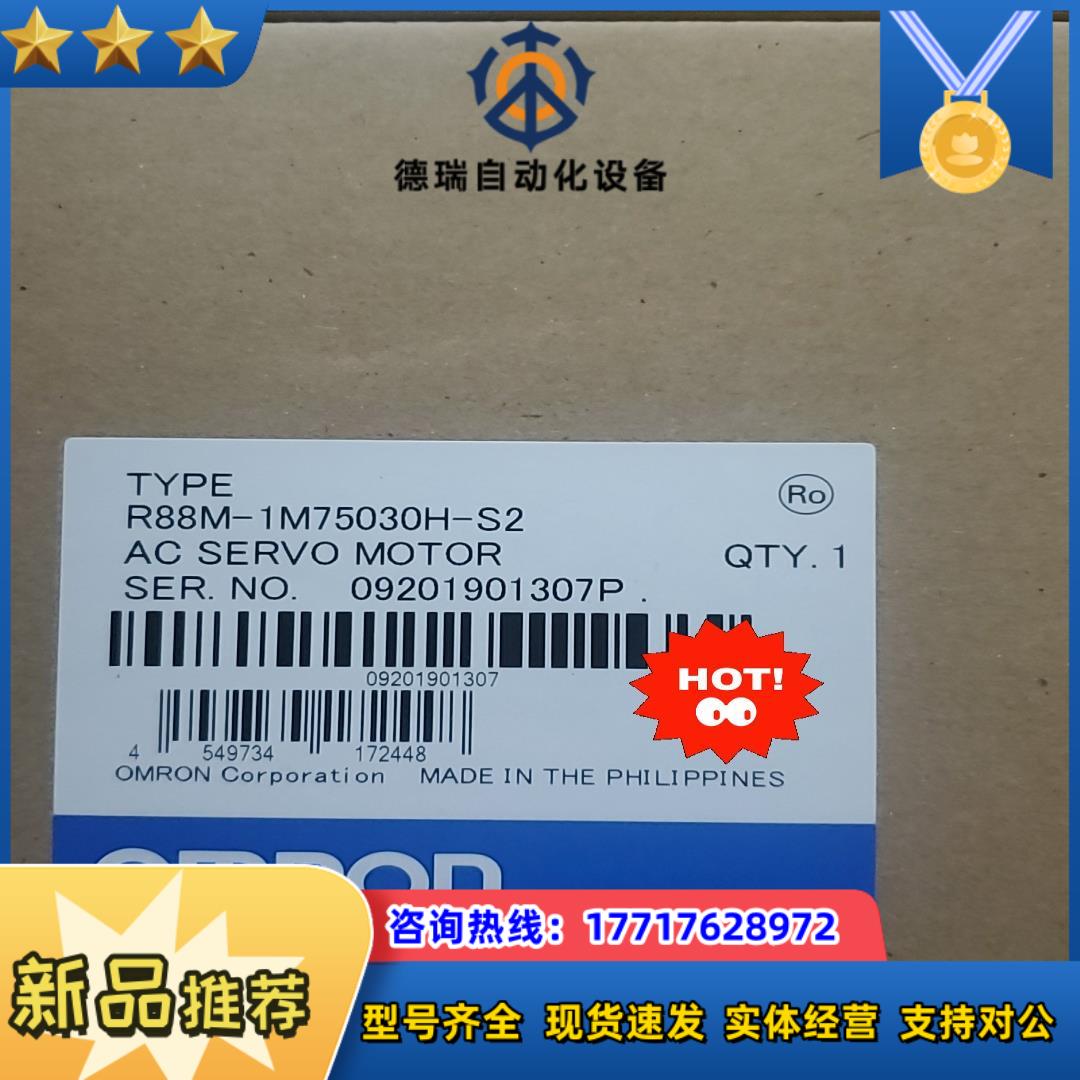 德瑞自动化设备
TYPE
R88M-1M75030H-S2
AC SERVO MOTOR
QTY. 1
Ro
SER. NO. 09201901307P .
09201901307
HOT!
4 549734 172448
OMRON Corporation MADE IN THE PHILIPPINES
OMRON
咨询热线：17717628972
新品推荐
型号齐全 现货速发 实体经营 支持对公